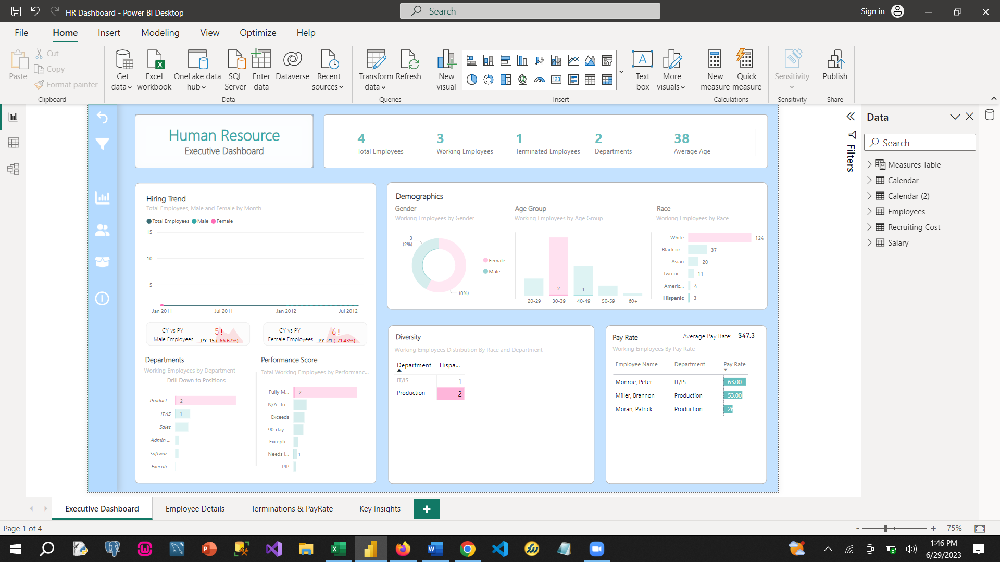 HR Dashboard - Power BI Desktop
Search
Sign in
File
Home
Insert
Modeling
View
Optimize
Help
Paste
Cut
Copy
Format painter
Clipboard
Get data
Excel workbook
OneLake data hub
SQL Server
Enter data
Dataverse
Recent sources
Data
Transform data
Refresh
Queries
New visual
123
A
Text box
More visuals
Insert
New measure
Quick measure
Calculations
Sensitivity
Sensitivity
Publish
Share
Human Resource
Executive Dashboard
4
Total Employees
3
Working Employees
1
Terminated Employees
2
Departments
38
Average Age
Hiring Trend
Total Employees, Male and Female by Month
Total Employees Male Female
15
10
5
Jan 2011 Jul 2011 Jan 2012 Jul 2012
CY vs PY
Male Employees
5!
PY: 15 (-66.67%)
CY vs PY
Female Employees
6!
PY: 21 (-71.43%)
Departments
Working Employees by Department
Drill Down to Positions
Product... 2
IT/IS 1
Sales
Admin ...
Softwar...
Executi...
Performance Score
Total Working Employees by Performanc...
Fully M... 2
N/A- to...
Exceeds
90-day ...
Excepti...
Needs I... 1
PIP
Demographics
Gender
Working Employees by Gender
3
(2%)
(0%)
Female
Male
Age Group
Working Employees by Age Group
2 1
20-29 30-39 40-49 50-59 60+
Race
Working Employees by Race
White 124
Black or... 37
Asian 20
Two or ... 11
Americ... 4
Hispanic 3
Diversity
Working Employees Distribution By Race and Department
Department Hispa...
IT/IS 1
Production 2
Pay Rate
Average Pay Rate: $47.3
Working Employees By Pay Rate
Employee Name Department Pay Rate
Monroe, Peter IT/IS 63.00
Miller, Brannon Production 53.00
Moran, Patrick Production
Filters
Data
Search
Measures Table
Calendar
Calendar (2)
Employees
Recruiting Cost
Salary
Executive Dashboard
Employee Details
Terminations & PayRate
Key Insights
+
Page 1 of 4
- + 75%
1:46 PM
6/29/2023